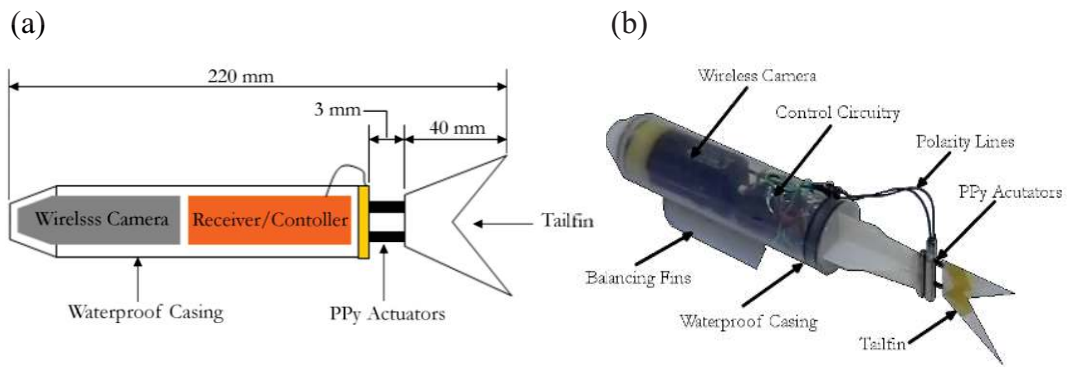 (a)
220 mm
3 mm
40 mm
Wirelsss Camera
Receiver/Contoller
Tailfin
Waterproof Casing
PPy Actuators
(b)
Wireless Camera
Control Circuitry
Polarity Lines
PPy Acutators
Balancing Fins
Waterproof Casing
Tailfin